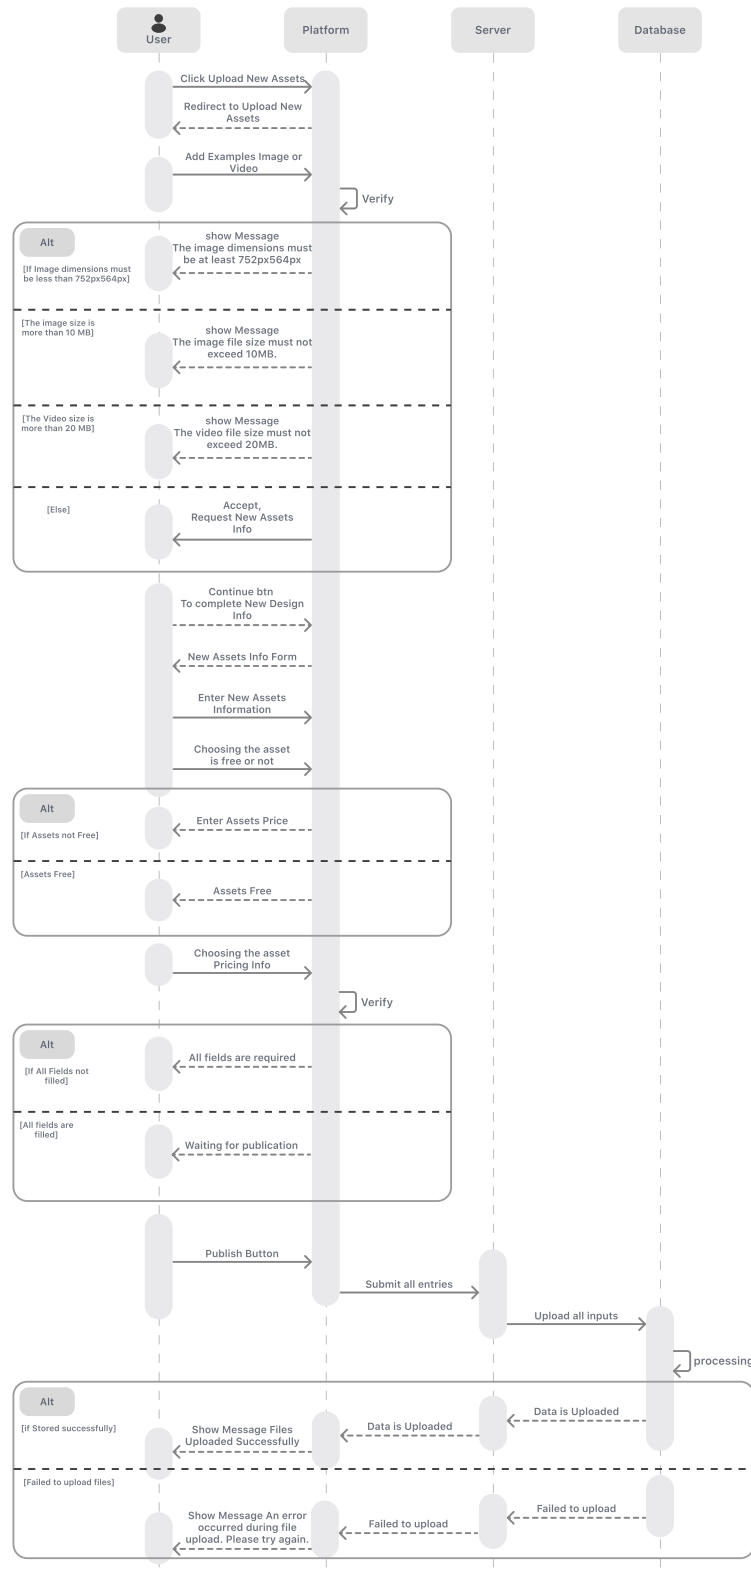 User
Platform
Server
Database
Click Upload New Assets
Redirect to Upload New
Assets
Add Examples Image or
Video
Verify
Alt
[If Image dimensions must
be less than 752px564px]
show Message
The image dimensions must
be at least 752px564px
[The image size is
more than 10 MB]
show Message
The image file size must not
exceed 10MB.
[The Video size is
more than 20 MB]
show Message
The video file size must not
exceed 20MB.
[Else]
Accept,
Request New Assets
Info
Continue btn
To complete New Design
Info
New Assets Info Form
Enter New Assets
Information
Choosing the asset
is free or not
Alt
[If Assets not Free]
Enter Assets Price
[Assets Free]
Assets Free
Choosing the asset
Pricing Info
Verify
Alt
[If All Fields not
filled]
All fields are required
[All fields are
filled]
Waiting for publication
Publish Button
Submit all entries
Upload all inputs
processing
Alt
[if Stored successfully]
Data is Uploaded
Data is Uploaded
Show Message Files
Uploaded Successfully
[Failed to upload files]
Failed to upload
Failed to upload
Show Message An error
occurred during file
upload. Please try again.